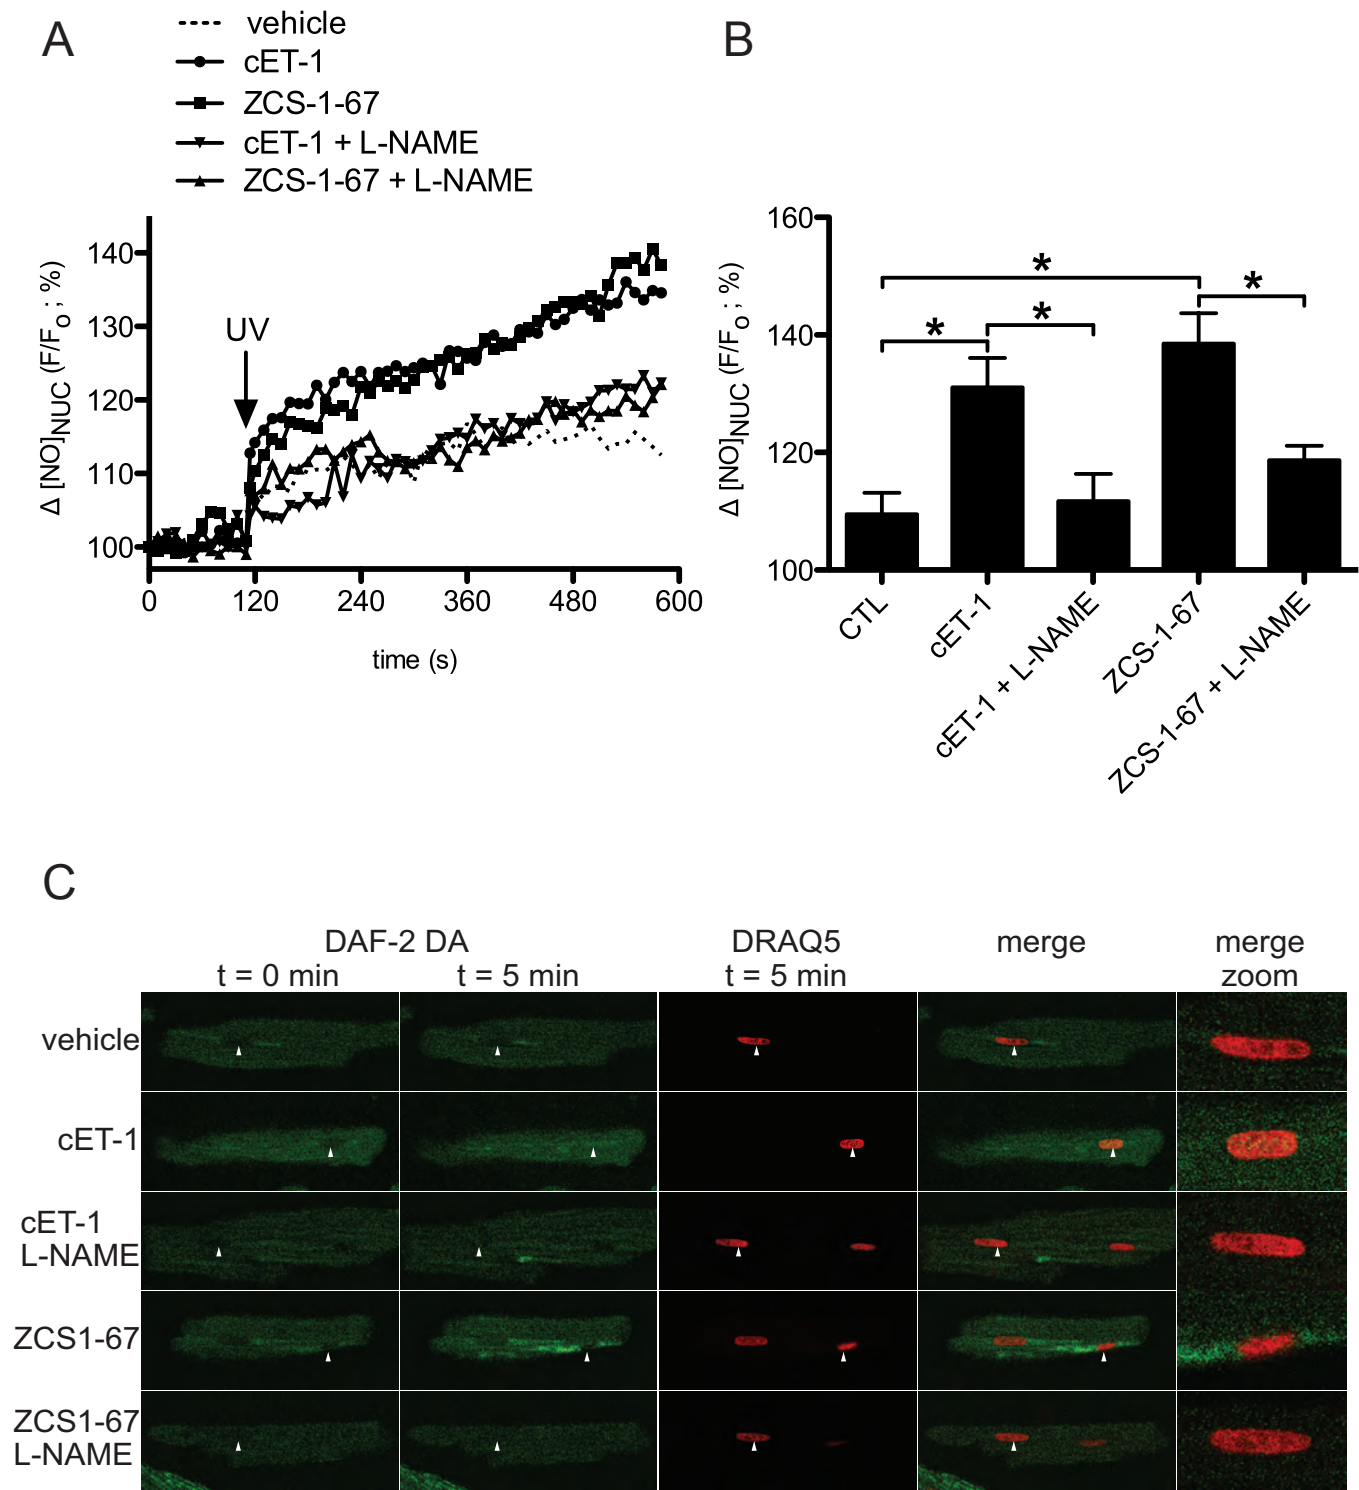 A
vehicle
cET-1
ZCS-1-67
cET-1 + L-NAME
ZCS-1-67 + L-NAME
Δ [NO]NUC (F/Fo ; %)
140
130
120
110
100
UV
0 120 240 360 480 600
time (s)
B
Δ [NO]NUC (F/Fo ; %)
160
140
120
100
* * * *
CTL
cET-1
cET-1 + L-NAME
ZCS-1-67
ZCS-1-67 + L-NAME
C
DAF-2 DA DRAQ5 merge merge
t = 0 min t = 5 min t = 5 min zoom
vehicle
cET-1
cET-1
L-NAME
ZCS1-67
ZCS1-67
L-NAME